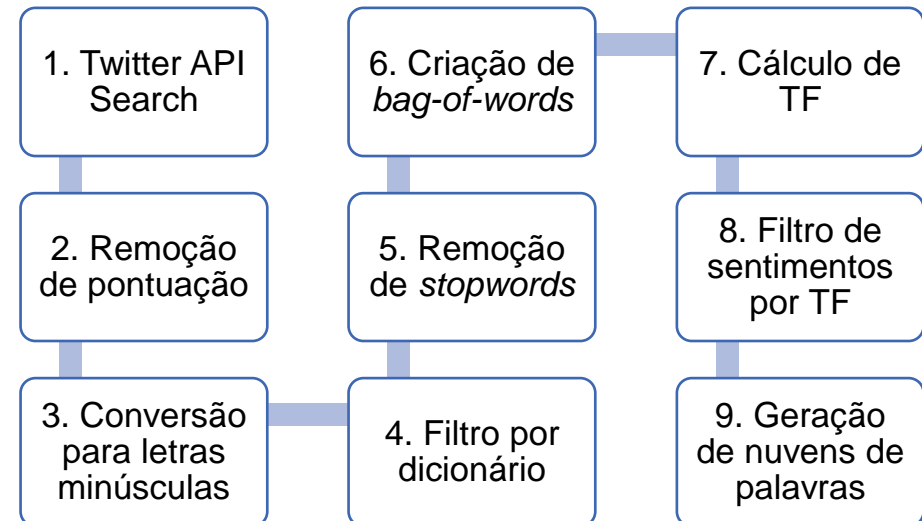 1. Twitter API
Search
2. Remoção
de pontuação
3. Conversão
para letras
minúsculas
4. Filtro por
dicionário
5. Remoção
de stopwords
6. Criação de
bag-of-words
7. Cálculo de
TF
8. Filtro de
sentimentos
por TF
9. Geração
de nuvens de
palavras